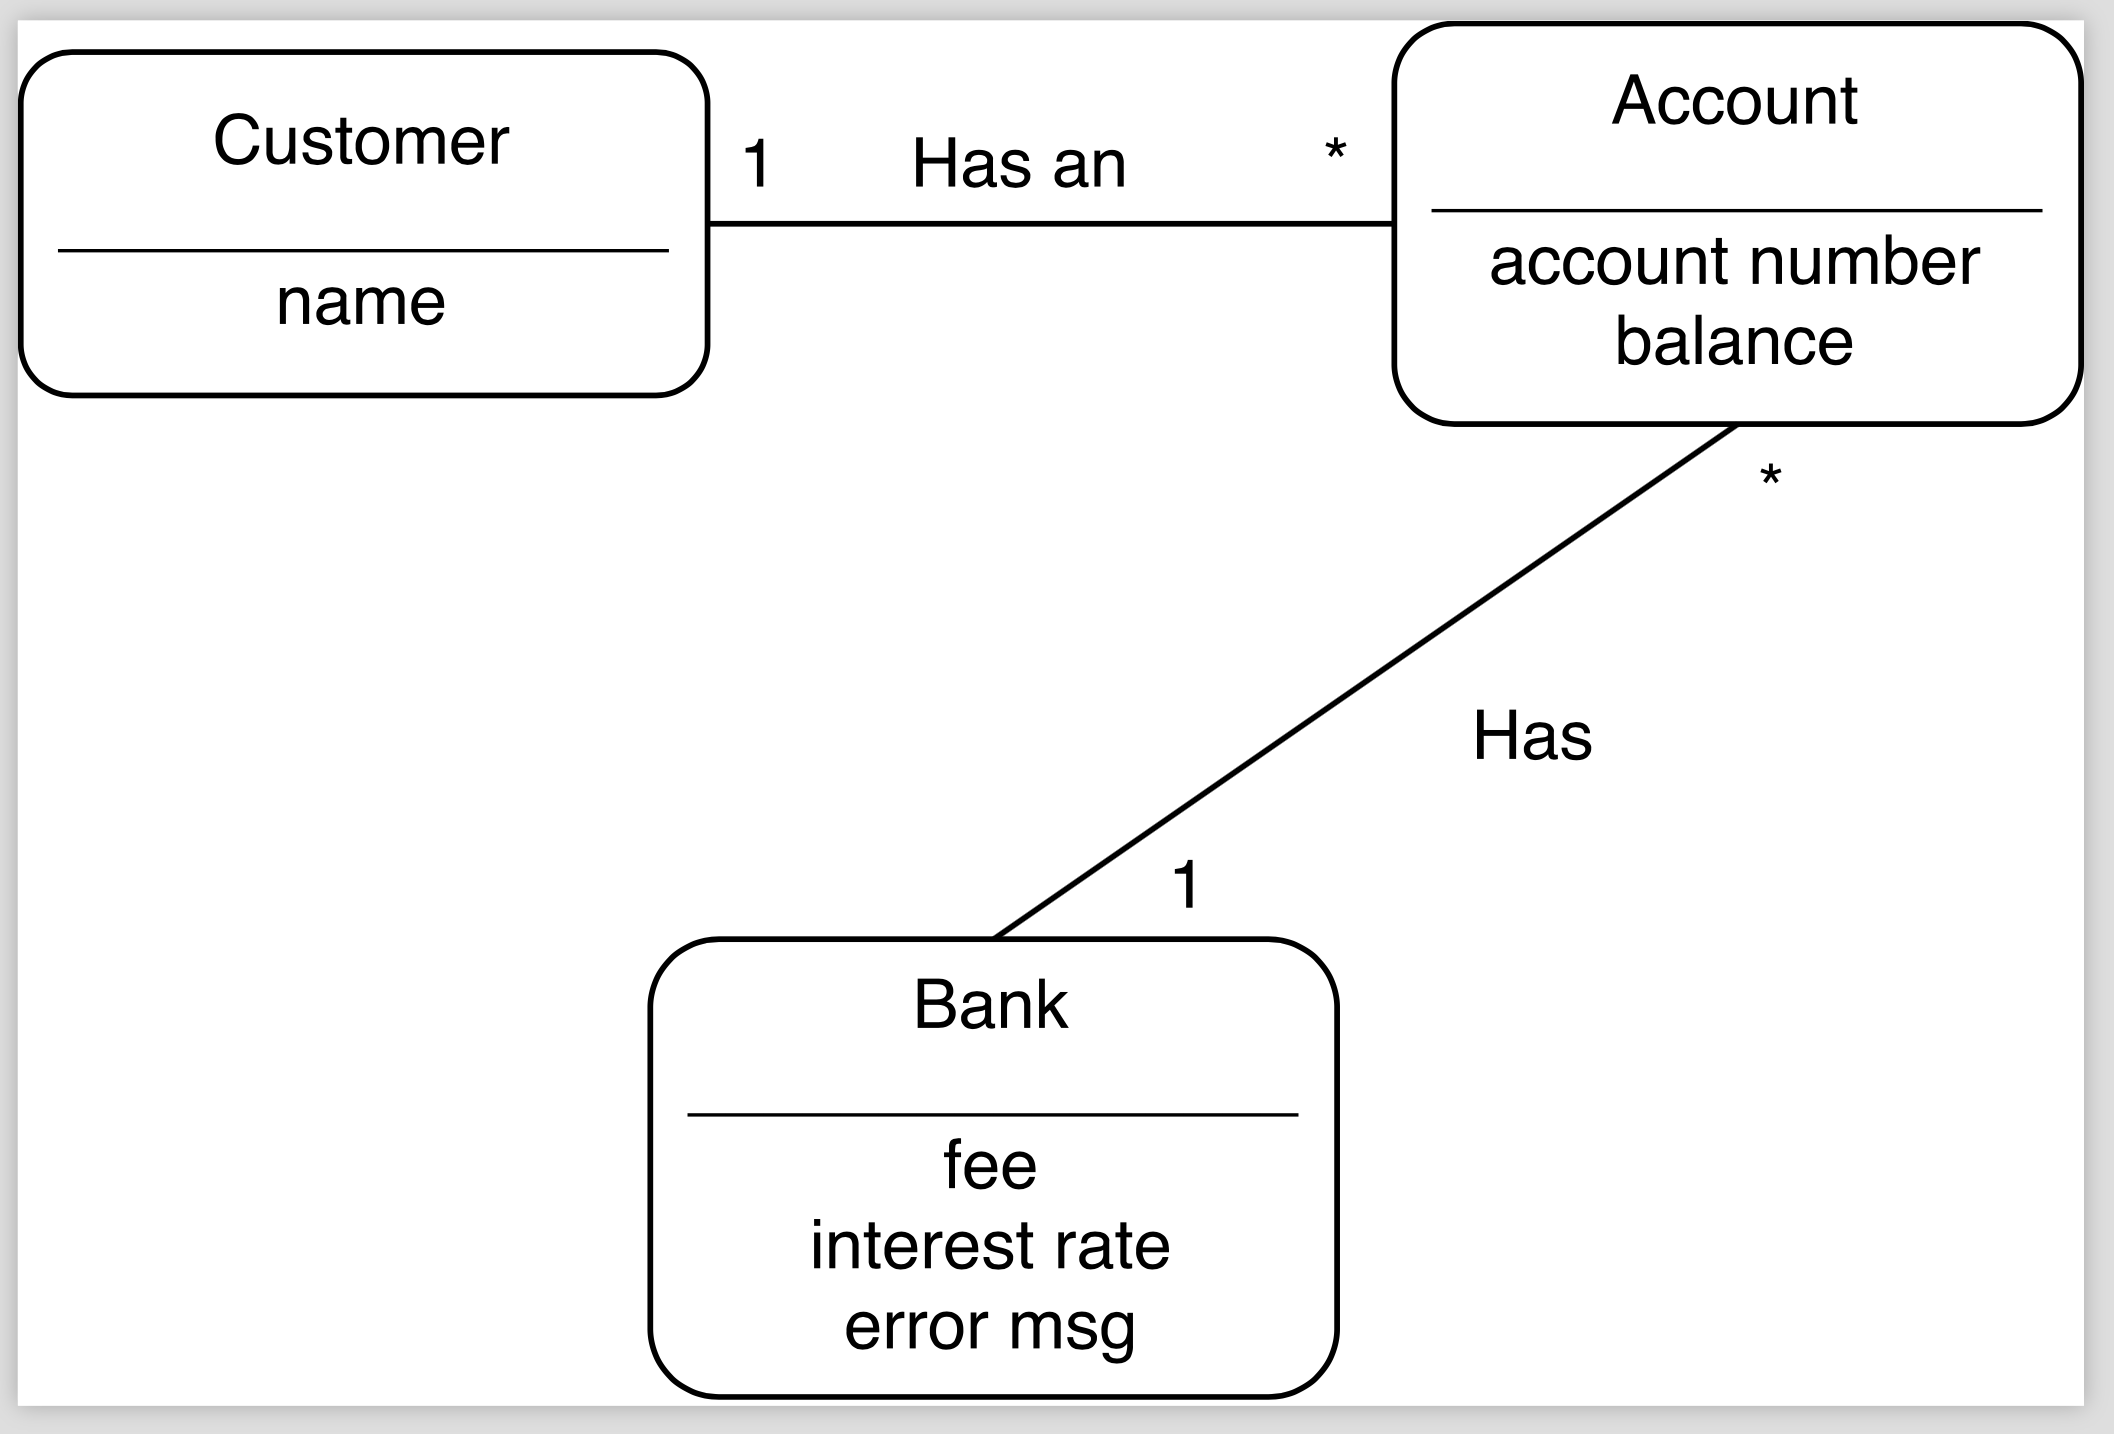 Customer
name
1
Has an
*
Account
account number
balance
*
Has
1
Bank
fee
interest rate
error msg